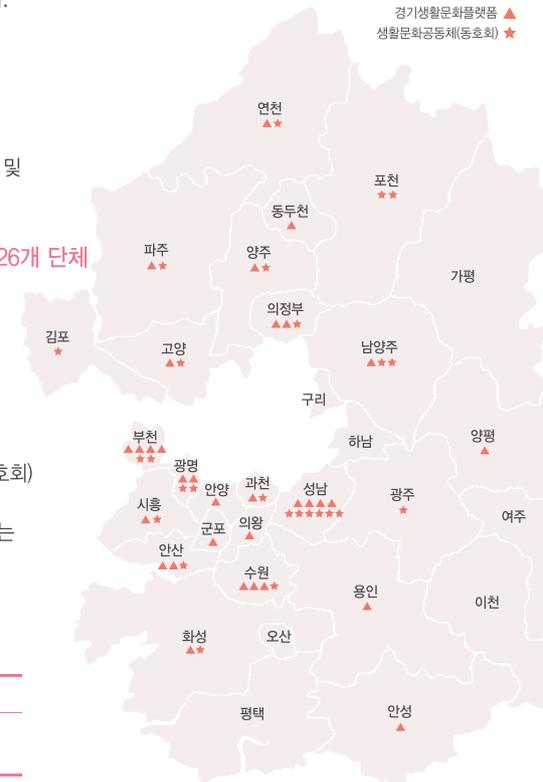 경기생활문화플랫폼 ▲
생활문화공동체(동호회) ★
및
26개 단체
호회)
는
연천
▲★
포천
★★
동두천
▲
파주
▲★
양주
▲★
가평
의정부
▲▲★
김포
★
고양
▲★
남양주
▲★★
구리
하남
양평
▲
부천
▲▲▲▲
★★
광명
▲▲
★★
안양
▲
과천
▲★
성남
▲▲▲▲
★★★★★★
광주
★
여주
시흥
▲★
군포
▲
의왕
▲
안산
▲▲★
수원
▲▲▲★
용인
▲
이천
화성
▲★
오산
평택
안성
▲